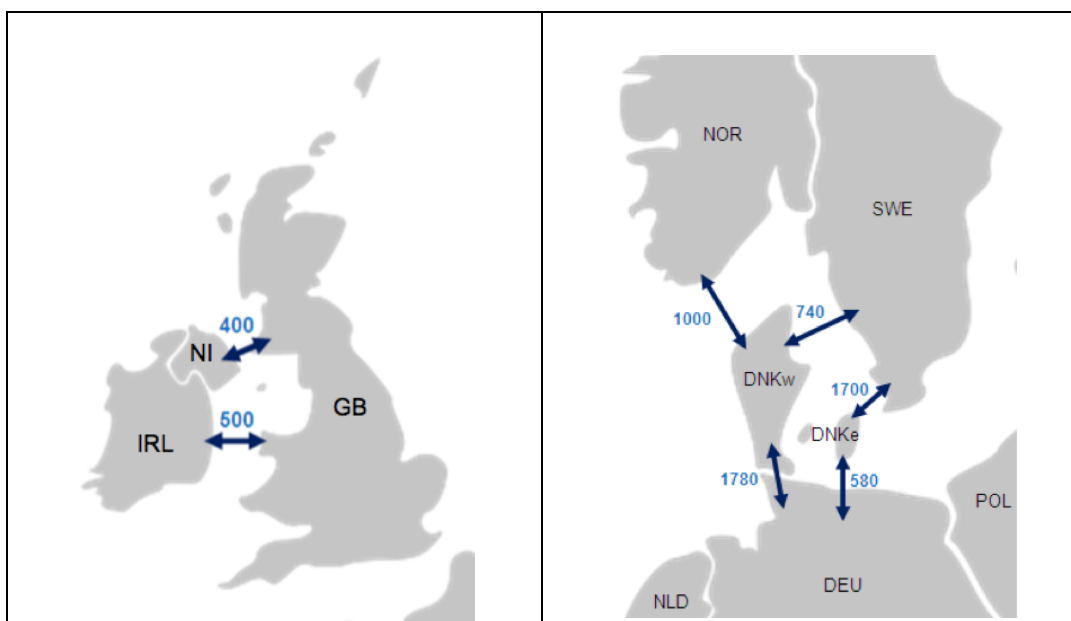 400
NI
GB
500
IRL
NOR
SWE
1000
740
DNKw
1700
DNKe
1780
580
POL
DEU
NLD